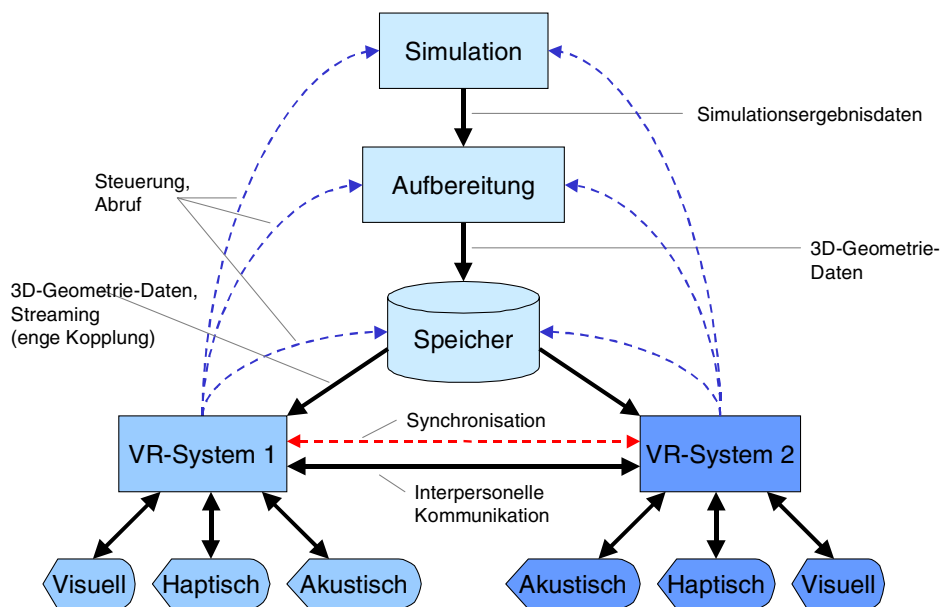 Simulation
Simulationsergebnisdaten
Aufbereitung
Steuerung,
Abruf
3D-Geometrie-
Daten
3D-Geometrie-Daten,
Streaming
(enge Kopplung)
Speicher
Synchronisation
VR-System 1
VR-System 2
Interpersonelle
Kommunikation
Visuell
Haptisch
Akustisch
Akustisch
Haptisch
Visuell